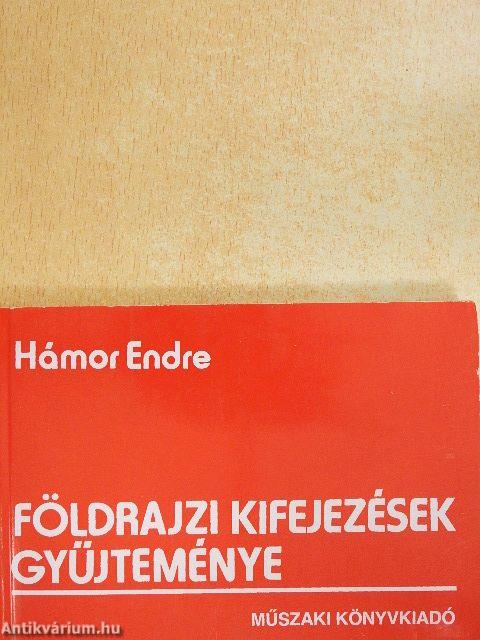 Hámor Endre
FÖLDRAJZI KIFEJEZÉSEK
GYŰJTEMÉNYE
MŰSZAKI KÖNYVKIADÓ
Antikvárium.hu